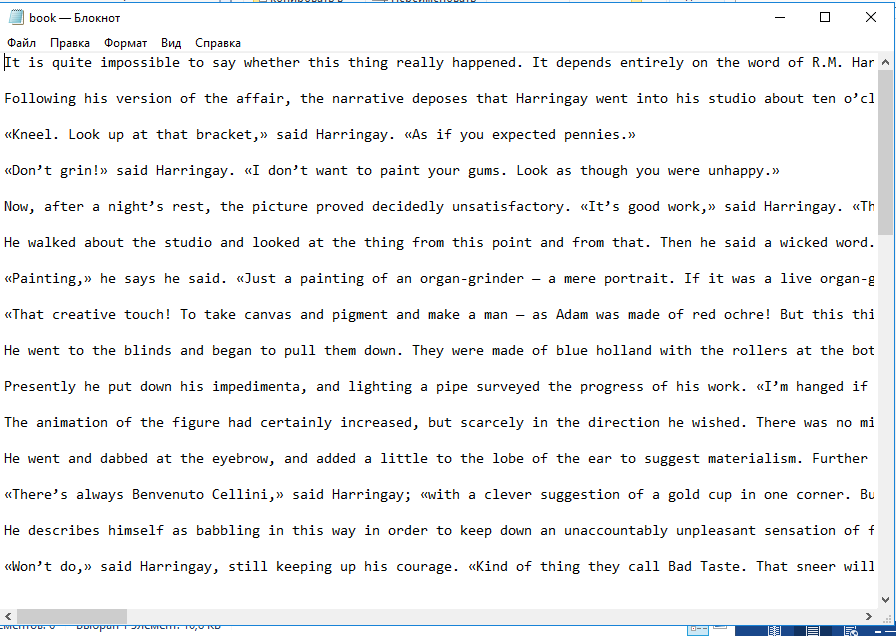 book — Блокнот
Файл Правка Формат Вид Справка
It is quite impossible to say whether this thing really happened. It depends entirely on the word of R.M. Har
Following his version of the affair, the narrative deposes that Harringay went into his studio about ten o’cl
«Kneel. Look up at that bracket,» said Harringay. «As if you expected pennies.»
«Don’t grin!» said Harringay. «I don’t want to paint your gums. Look as though you were unhappy.»
Now, after a night’s rest, the picture proved decidedly unsatisfactory. «It’s good work,» said Harringay. «Th
He walked about the studio and looked at the thing from this point and from that. Then he said a wicked word.
«Painting,» he says he said. «Just a painting of an organ-grinder — a mere portrait. If it was a live organ-g
«That creative touch! To take canvas and pigment and make a man — as Adam was made of red ochre! But this thi
He went to the blinds and began to pull them down. They were made of blue holland with the rollers at the bot
Presently he put down his impedimenta, and lighting a pipe surveyed the progress of his work. «I’m hanged if
The animation of the figure had certainly increased, but scarcely in the direction he wished. There was no mi
He went and dabbed at the eyebrow, and added a little to the lobe of the ear to suggest materialism. Further
«There’s always Benvenuto Cellini,» said Harringay; «with a clever suggestion of a gold cup in one corner. Bu
He describes himself as babbling in this way in order to keep down an unaccountably unpleasant sensation of f
«Won’t do,» said Harringay, still keeping up his courage. «Kind of thing they call Bad Taste. That sneer will